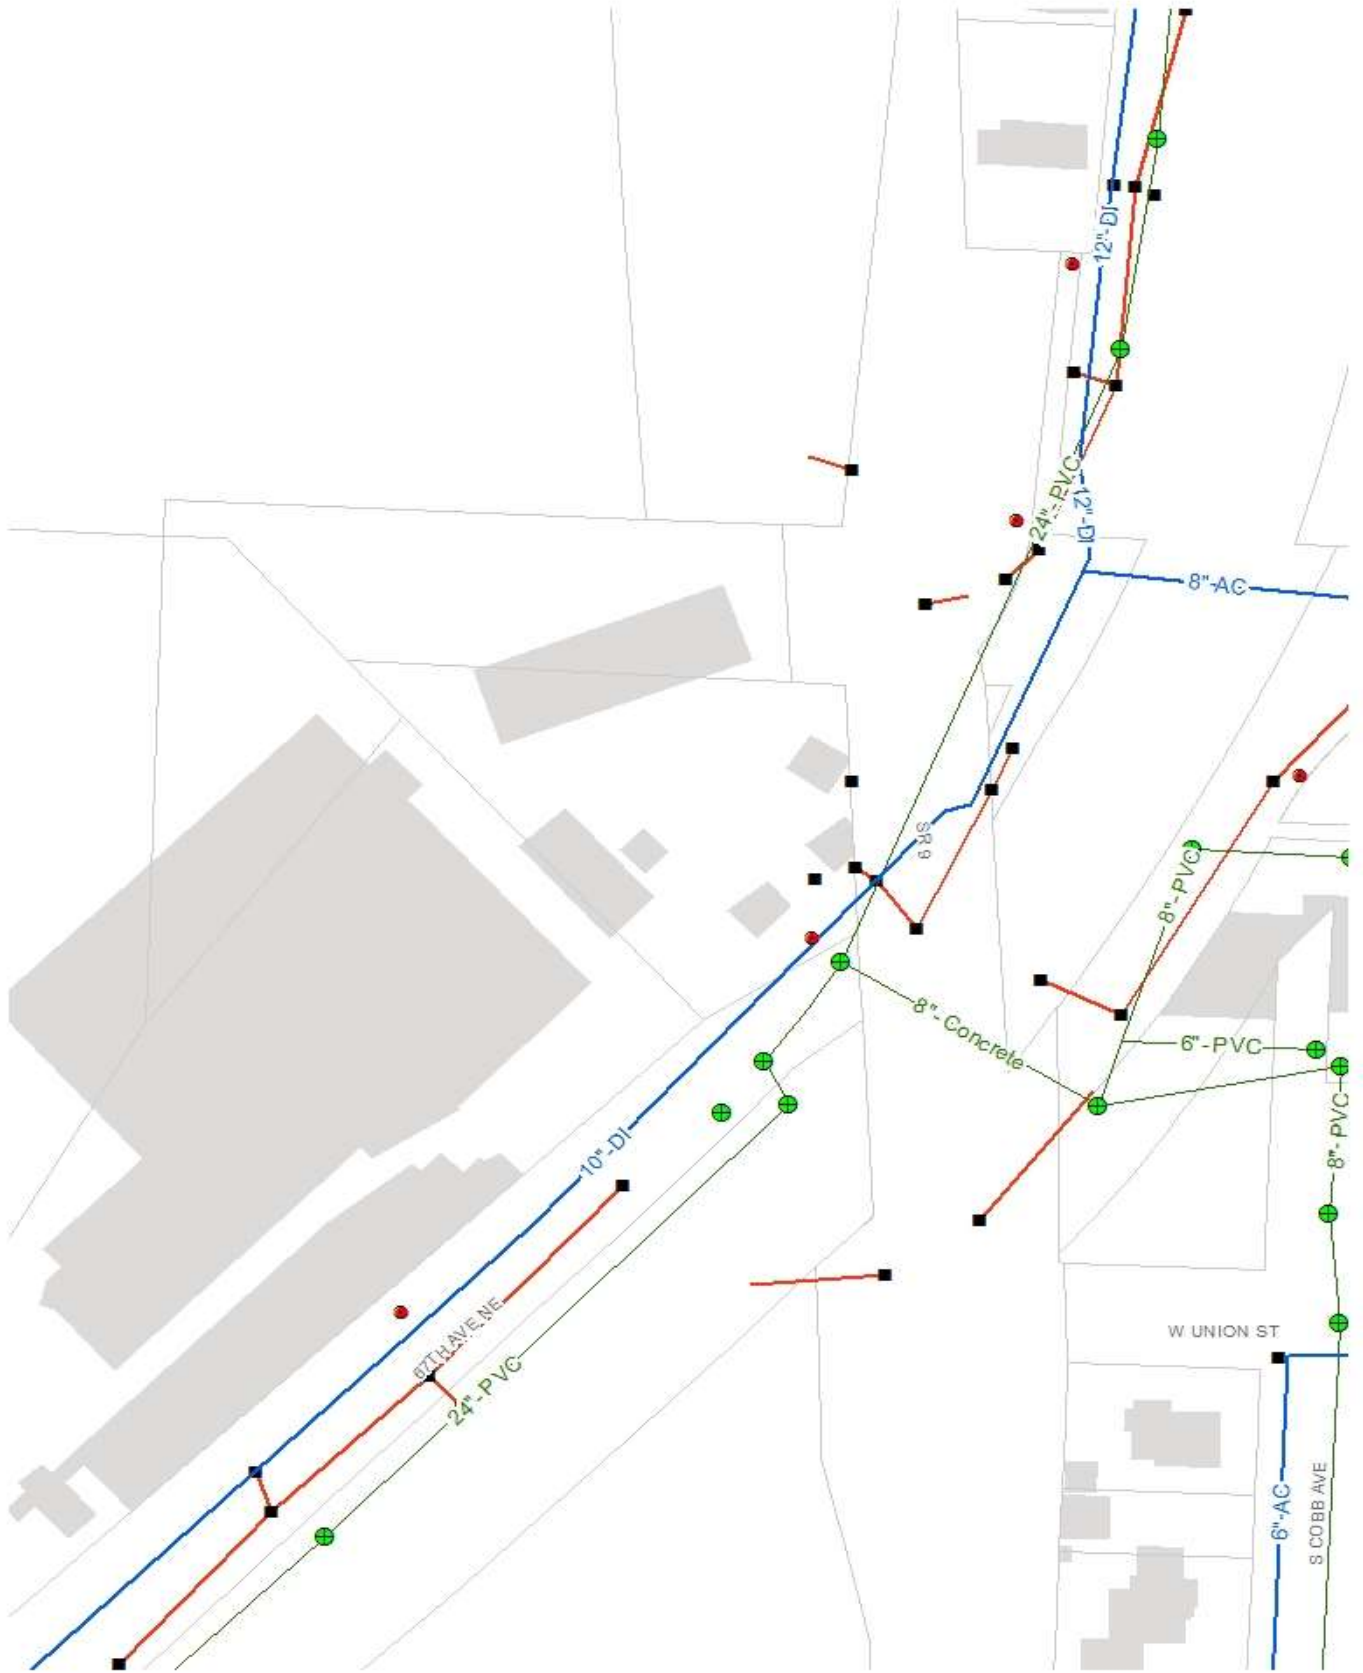 12"-DI
24"-PVC
12"-DI
8"-AC
SR 9
8"-PVC
8"-Concrete
6"-PVC
8"-PVC
10"-DI
67TH AVE NE
24"-PVC
W UNION ST
6"-AC
S COBB AVE